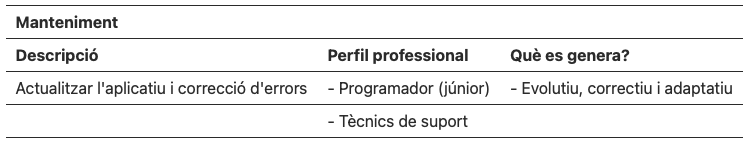 Manteniment
Descripció Perfil professional Què es genera?
Actualitzar l'aplicatiu i correcció d'errors - Programador (júnior) - Evolutiu, correctiu i adaptatiu
- Tècnics de suport